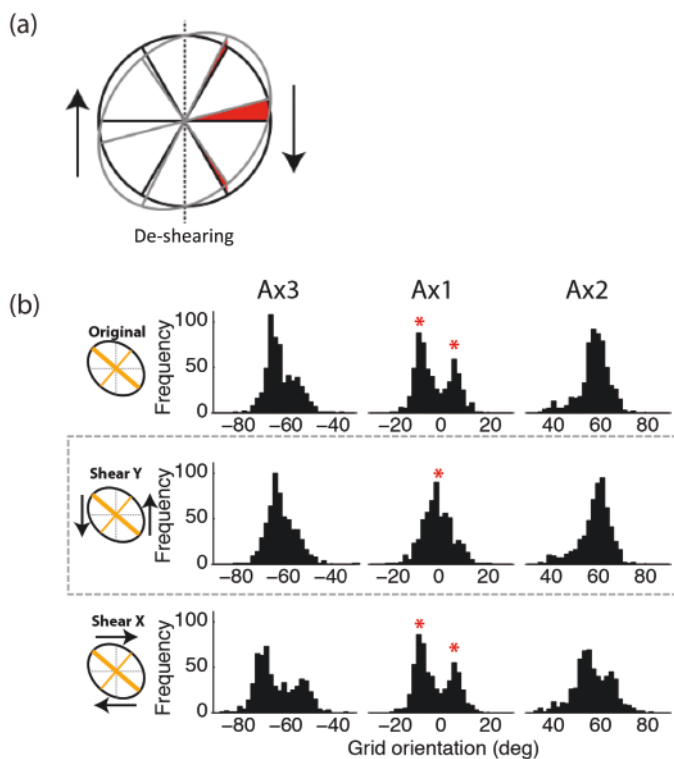 (a)
De-shearing
(b)
Ax3 Ax1 Ax2
Original
Frequency
100
50
0
−80 −60 −40
*
*
−20 0 20
40 60 80
Shear Y
Frequency
100
50
0
−80 −60 −40
*
−20 0 20
40 60 80
Shear X
Frequency
100
50
0
−80 −60 −40
*
*
−20 0 20
40 60 80
Grid orientation (deg)